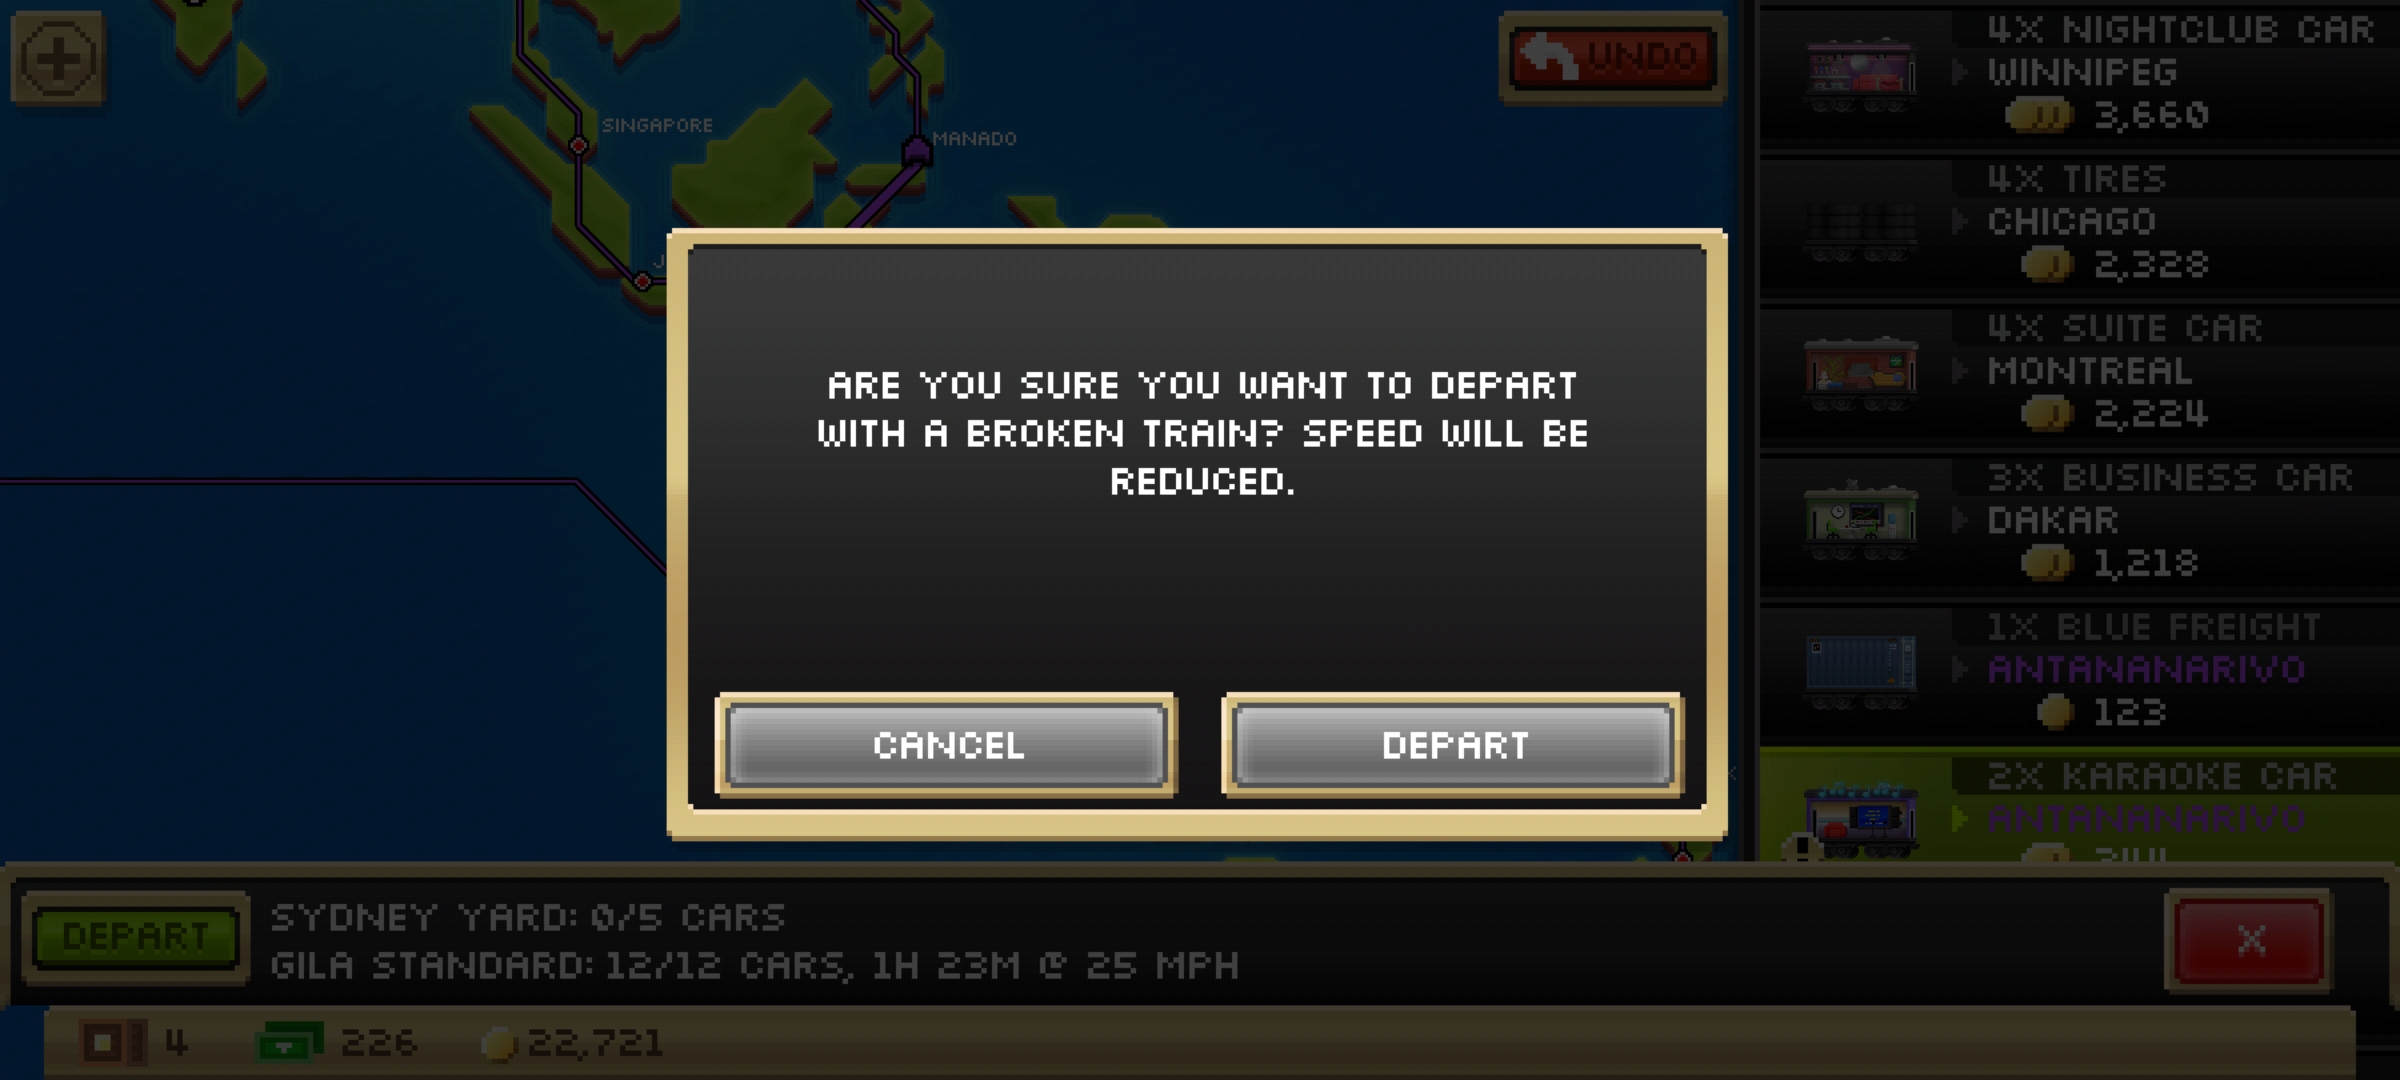 UNDO
SINGAPORE
MANADO
J
ARE YOU SURE YOU WANT TO DEPART
WITH A BROKEN TRAIN? SPEED WILL BE
REDUCED.
CANCEL
DEPART
4X NIGHTCLUB CAR
WINNIPEG
3,660
4X TIRES
CHICAGO
2,328
4X SUITE CAR
MONTREAL
2,224
3X BUSINESS CAR
DAKAR
1,218
1X BLUE FREIGHT
ANTANANARIVO
123
2X KARAOKE CAR
ANTANANARIVO
DEPART
SYDNEY YARD: 0/5 CARS
GILA STANDARD: 12/12 CARS, 1H 23M @ 25 MPH
X
4
226
22,721